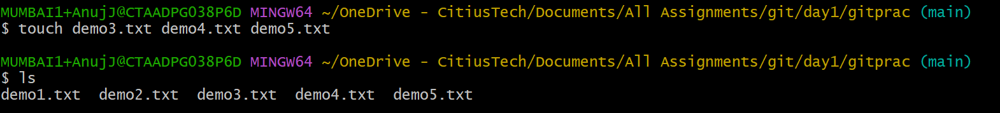 MUMBAI1+AnujJ@CTAADPG038P6D MINGW64 ~/OneDrive - CitiusTech/Documents/All Assignments/git/day1/gitprac (main)
$ touch demo3.txt demo4.txt demo5.txt
MUMBAI1+AnujJ@CTAADPG038P6D MINGW64 ~/OneDrive - CitiusTech/Documents/All Assignments/git/day1/gitprac (main)
$ ls
demo1.txt  demo2.txt  demo3.txt  demo4.txt  demo5.txt